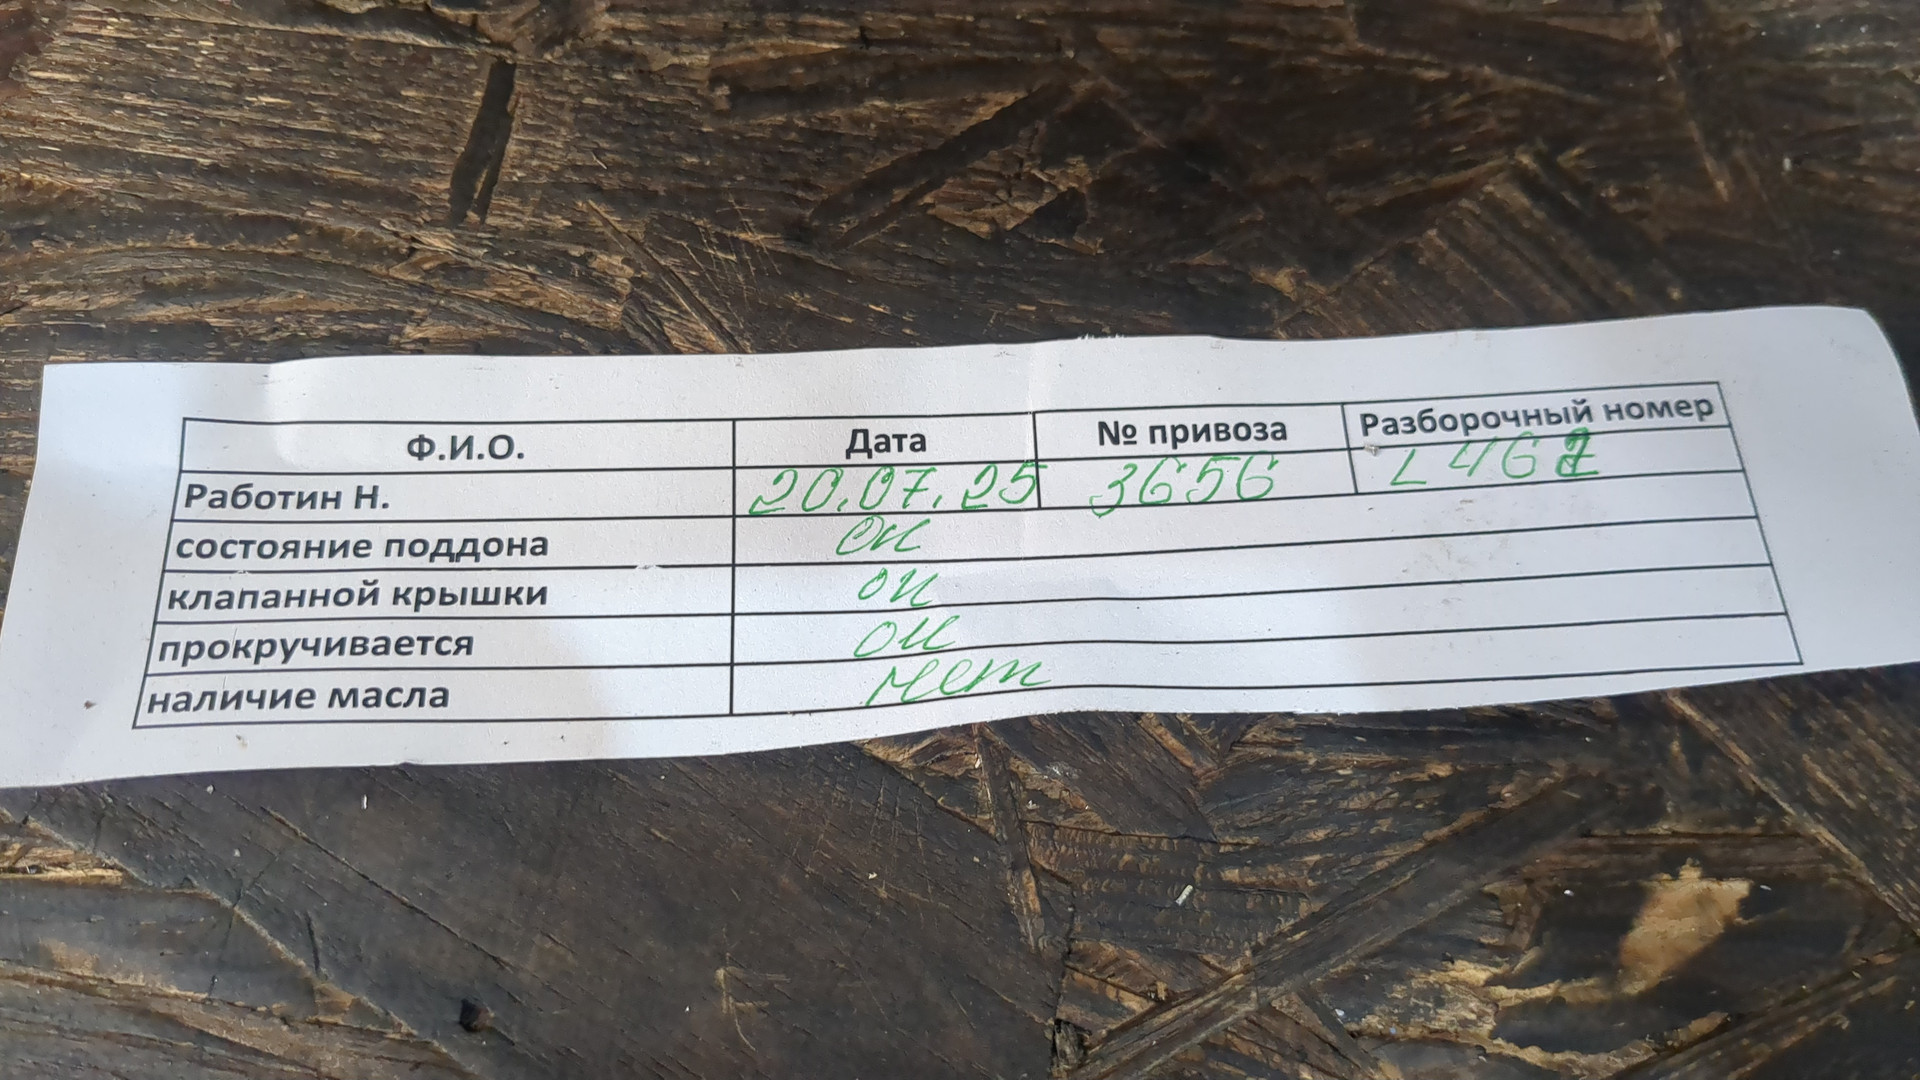 Ф.И.О. Дата № привоза Разборочный номер
Работин Н. 20.07.25 3656 L462
состояние поддона ок
клапанной крышки ок
прокручивается ок
наличие масла нет